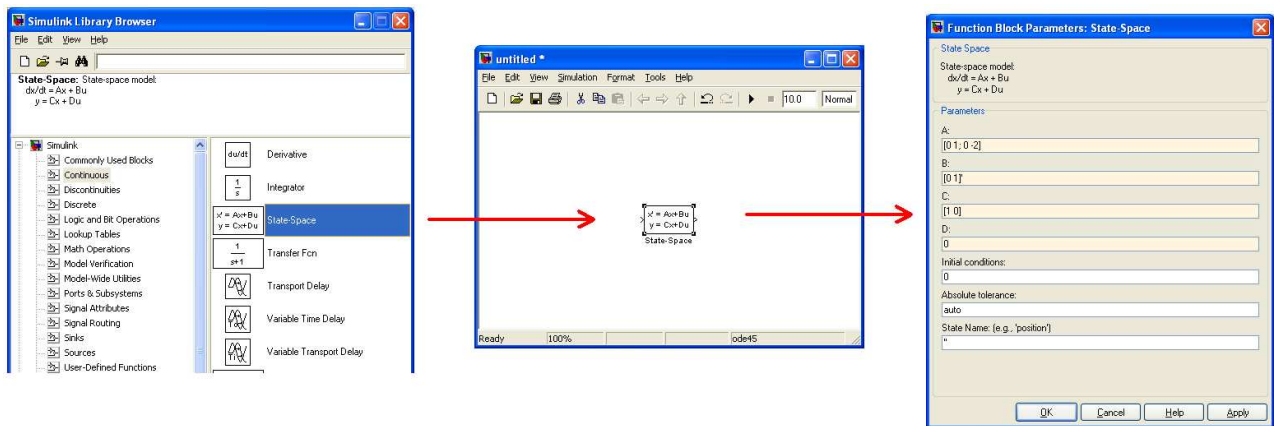 Simulink Library Browser
File Edit View Help
State-Space: State-space model:
dx/dt = Ax + Bu
y = Cx + Du
Simulink
Commonly Used Blocks
Continuous
Discontinuities
Discrete
Logic and Bit Operations
Lookup Tables
Math Operations
Model Verification
Model-Wide Utilities
Ports & Subsystems
Signal Attributes
Signal Routing
Sinks
Sources
User-Defined Functions
du/dt Derivative
1
s
Integrator
x' = Ax+Bu
y = Cx+Du
State-Space
1
s+1
Transfer Fcn
Transport Delay
Variable Time Delay
Variable Transport Delay
untitled *
File Edit View Simulation Format Tools Help
10.0 Normal
x' = Ax+Bu
y = Cx+Du
State-Space
Ready 100% ode45
Function Block Parameters: State-Space
State Space
State-space model:
dx/dt = Ax + Bu
y = Cx + Du
Parameters
A:
[0 1; 0 -2]
B:
[0 1]'
C:
[1 0]
D:
0
Initial conditions:
0
Absolute tolerance:
auto
State Name: (e.g., 'position')
''
OK Cancel Help Apply